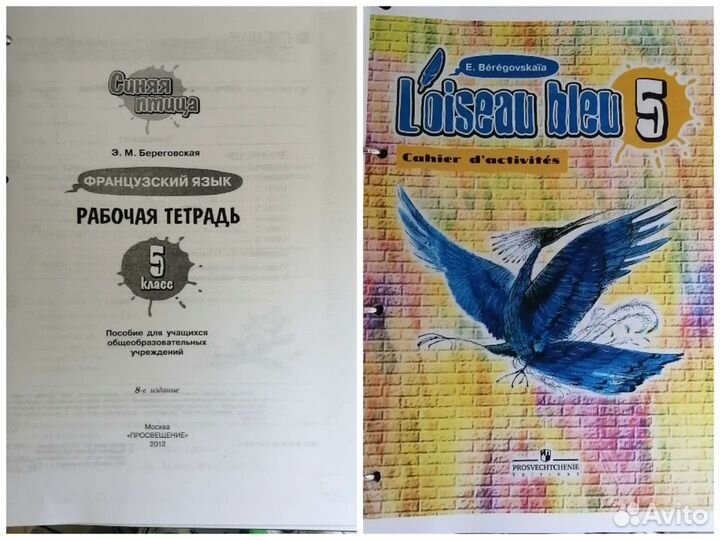 Синяя
птица
Э. М. Береговская
ФРАНЦУЗСКИЙ ЯЗЫК
РАБОЧАЯ ТЕТРАДЬ
5
класс
Пособие для учащихся
общеобразовательных
учреждений
8-е издание
Москва
«ПРОСВЕЩЕНИЕ»
2012
E. Bérégovskaïa
L'oiseau bleu 5
Cahier d'activités
PROSVECHTCHENIE
EDITIONS
Avito